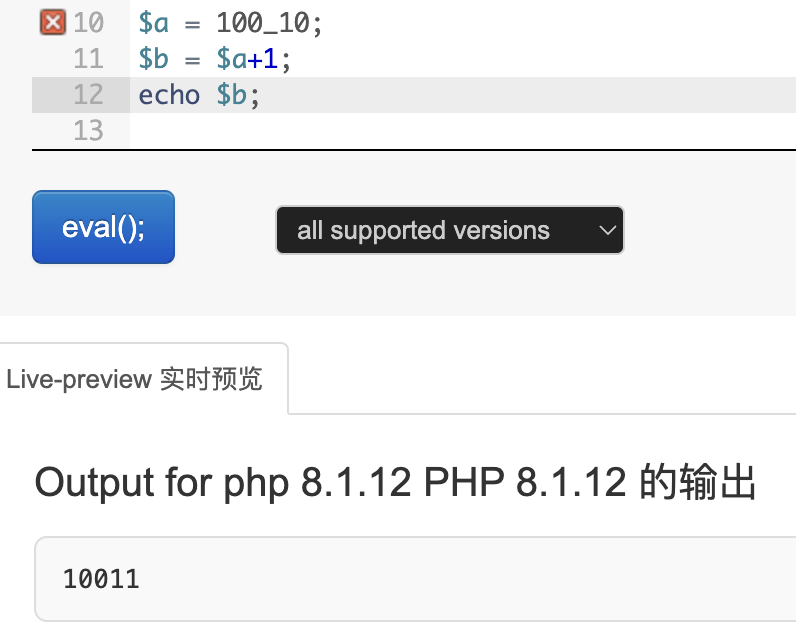 10 $a = 100_10;
11 $b = $a+1;
12 echo $b;
13
eval(); all supported versions
Live-preview 实时预览
Output for php 8.1.12 PHP 8.1.12 的输出
10011